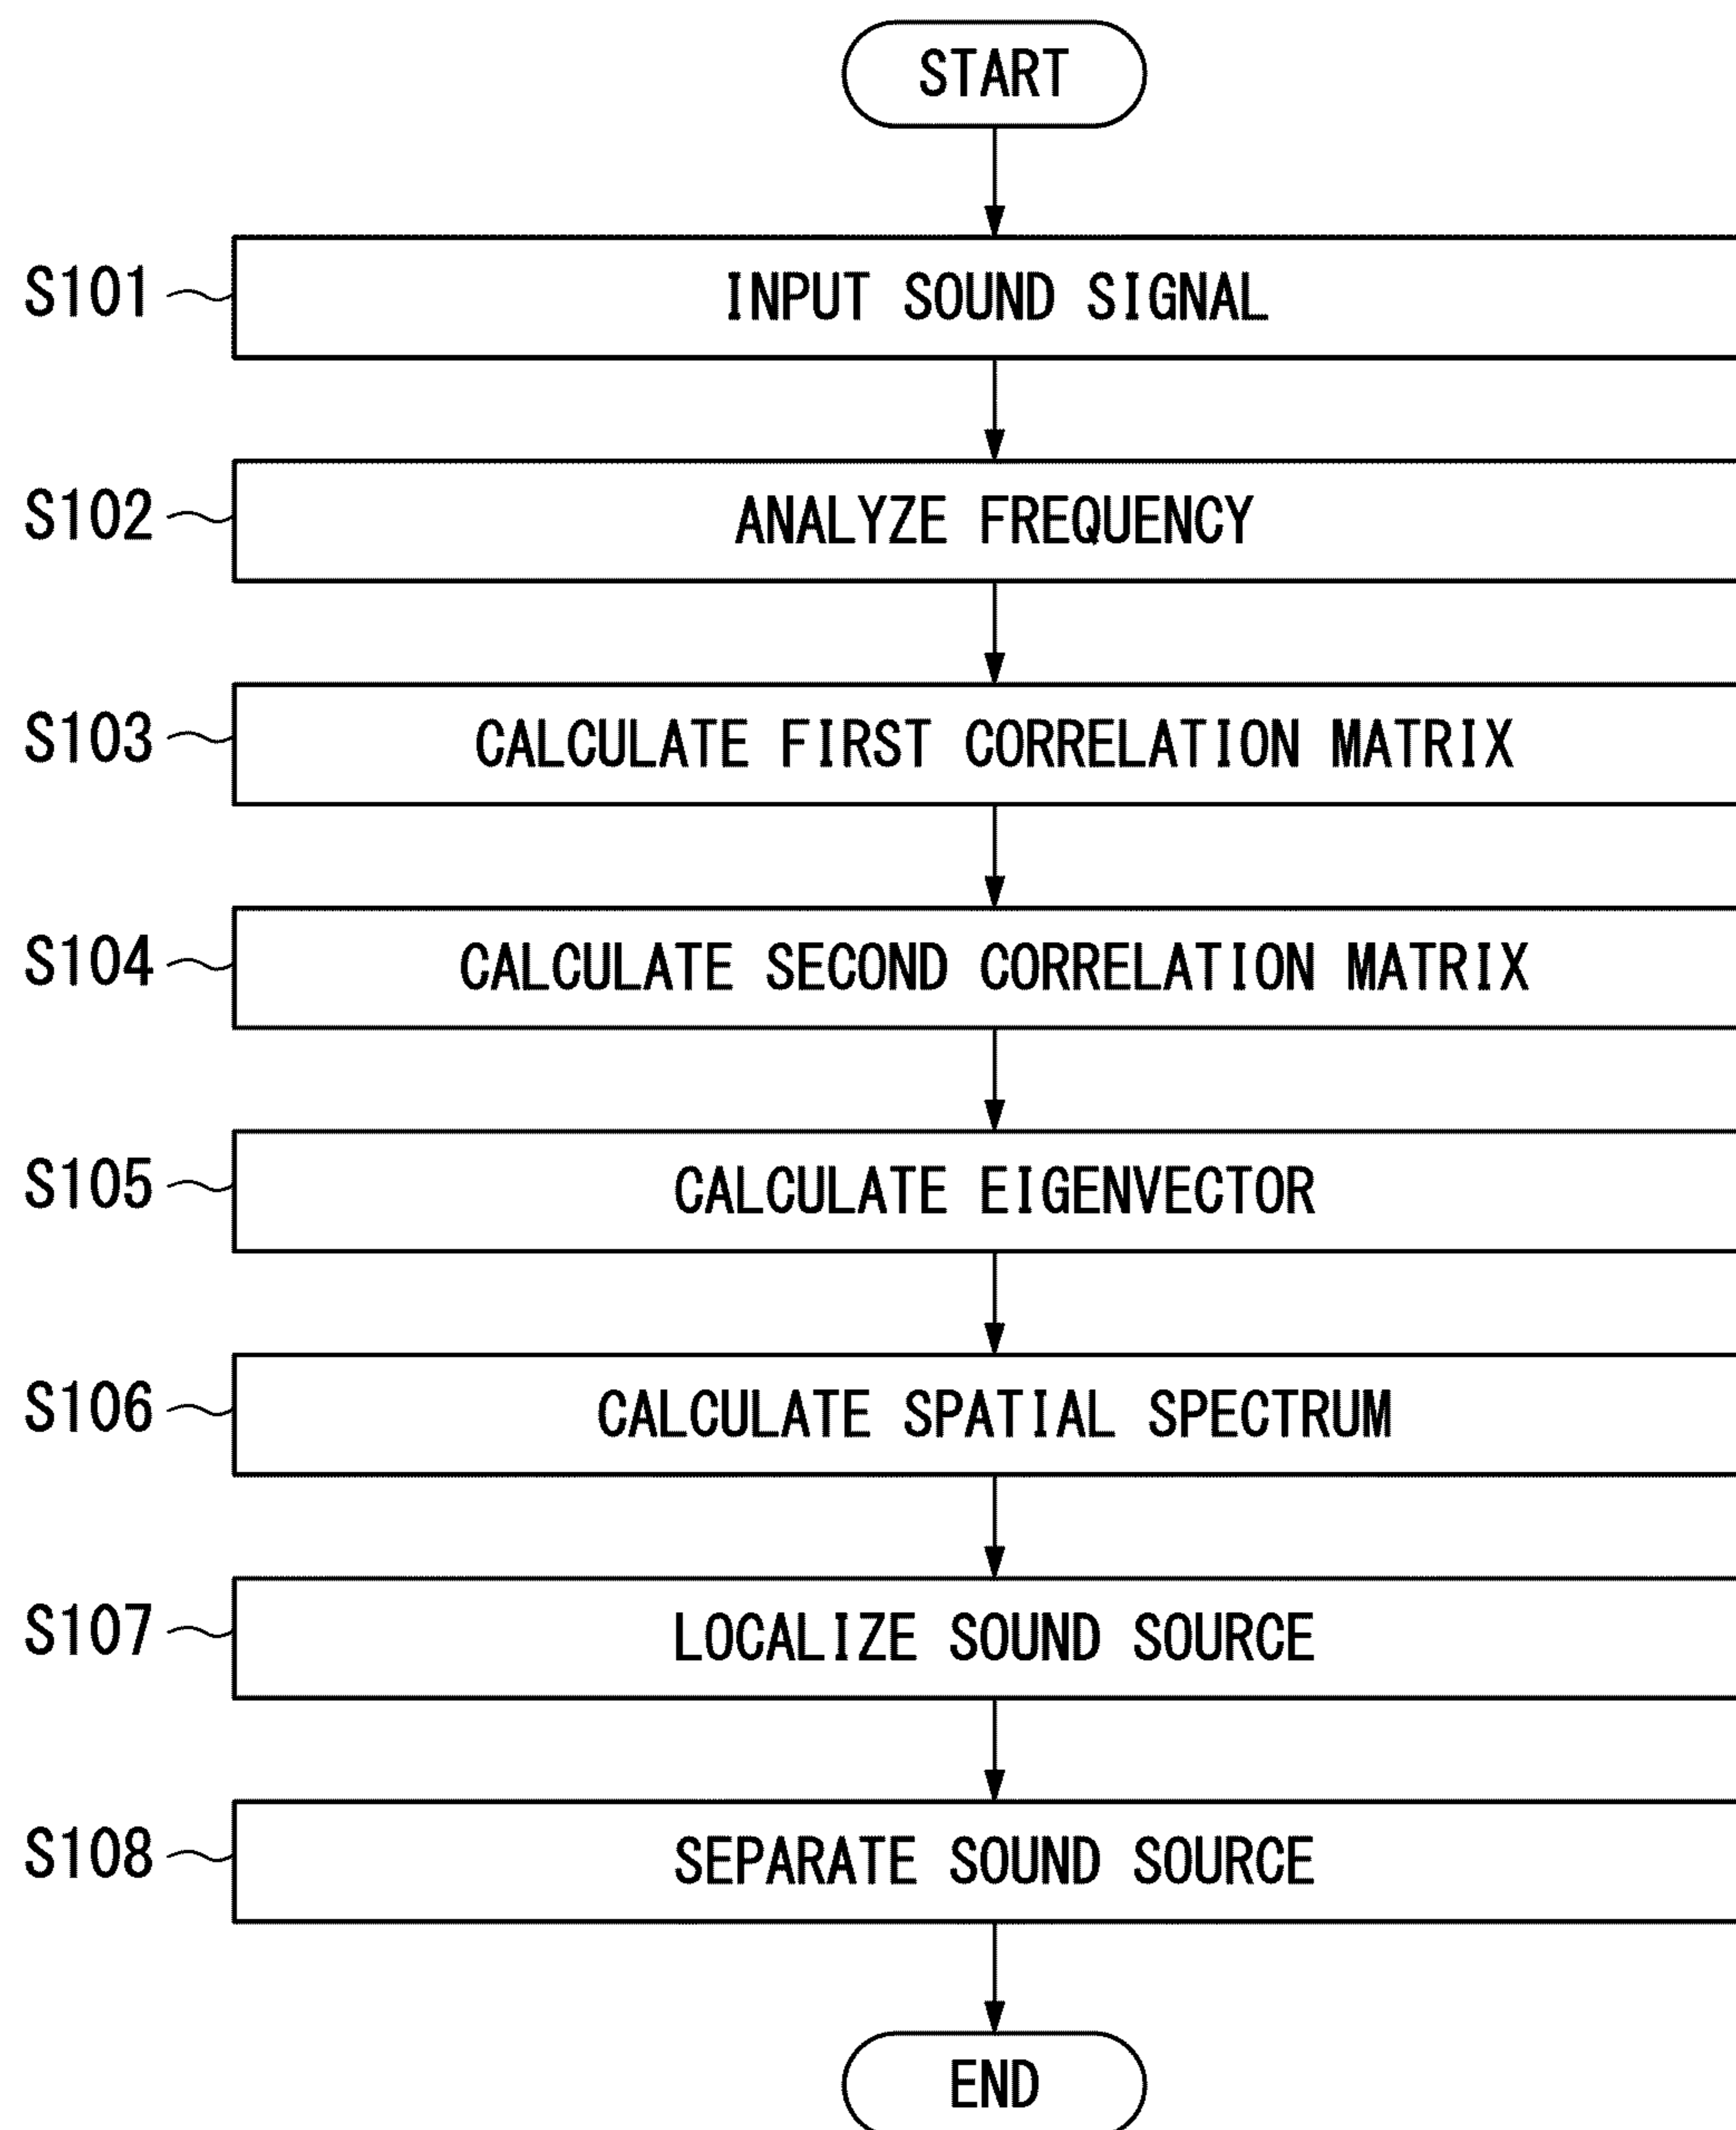 START
S101 INPUT SOUND SIGNAL
S102 ANALYZE FREQUENCY
S103 CALCULATE FIRST CORRELATION MATRIX
S104 CALCULATE SECOND CORRELATION MATRIX
S105 CALCULATE EIGENVECTOR
S106 CALCULATE SPATIAL SPECTRUM
S107 LOCALIZE SOUND SOURCE
S108 SEPARATE SOUND SOURCE
END